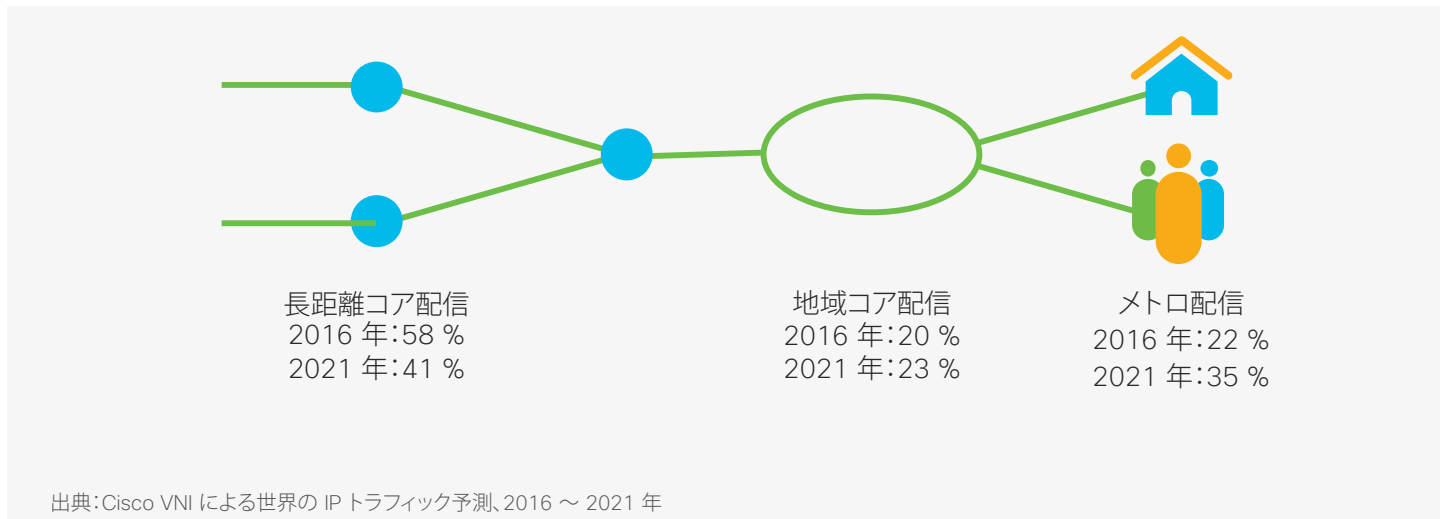 長距離コア配信
2016 年：58 %
2021 年：41 %
地域コア配信
2016 年：20 %
2021 年：23 %
メトロ配信
2016 年：22 %
2021 年：35 %
出典：Cisco VNI による世界の IP トラフィック予測、2016 ～ 2021 年